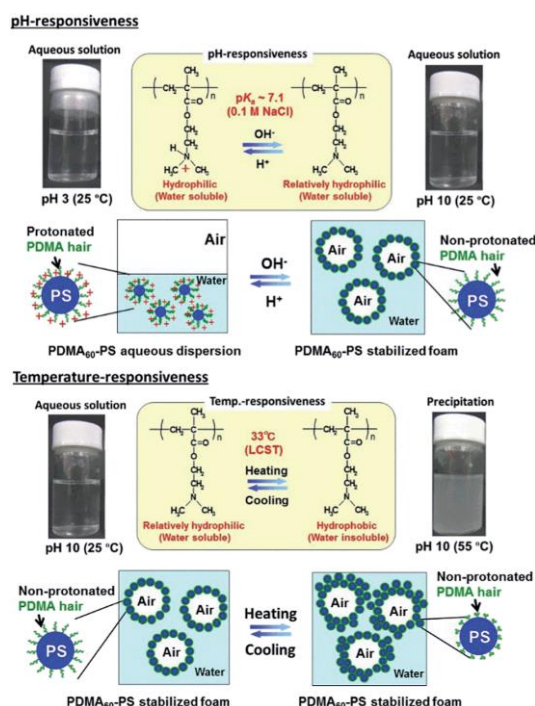 pH-responsiveness
Aqueous solution
pH 3 (25 °C)
pH-responsiveness
CH₃
CH₂
C
n
C=O
O
CH₂
CH₂
H
N
+
H₃C
CH₃
Hydrophilic
(Water soluble)
pKₐ ~ 7.1
(0.1 M NaCl)
OH⁻
H⁺
CH₃
CH₂
C
n
C=O
O
CH₂
CH₂
N
H₃C
CH₃
Relatively hydrophilic
(Water soluble)
Aqueous solution
pH 10 (25 °C)
Protonated
PDMA hair
PS
Air
Water
PDMA₆₀-PS aqueous dispersion
OH⁻
H⁺
Air
Air
Air
Water
PDMA₆₀-PS stabilized foam
Non-protonated
PDMA hair
PS
Temperature-responsiveness
Aqueous solution
pH 10 (25 °C)
Temp.-responsiveness
CH₃
CH₂
C
n
C=O
O
CH₂
CH₂
N
H₃C
CH₃
Relatively hydrophilic
(Water soluble)
33°C
(LCST)
Heating
Cooling
CH₃
CH₂
C
n
C=O
O
CH₂
CH₂
N
H₃C
CH₃
Hydrophobic
(Water insoluble)
Precipitation
pH 10 (55 °C)
Non-protonated
PDMA hair
PS
Air
Air
Air
Water
PDMA₆₀-PS stabilized foam
Heating
Cooling
Air
Air
Air
Water
PDMA₆₀-PS stabilized foam
Non-protonated
PDMA hair
PS